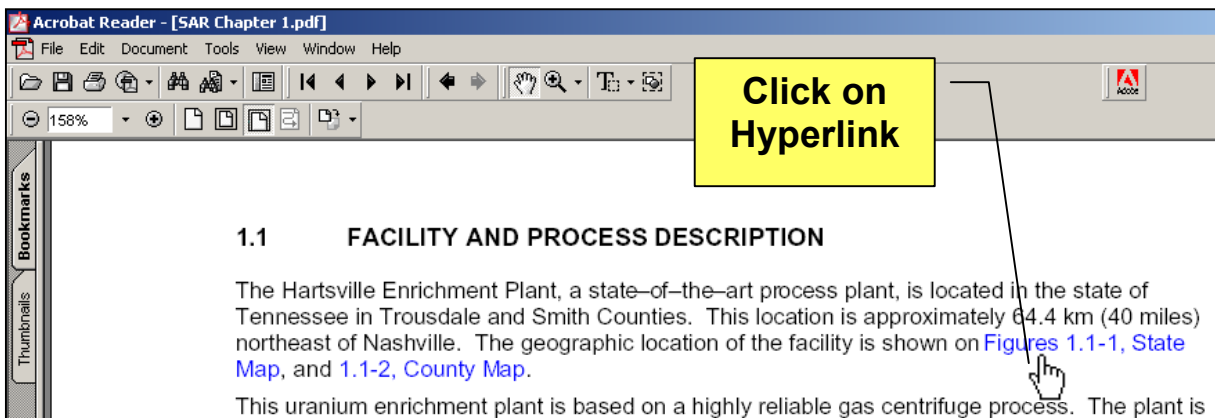 Acrobat Reader - [SAR Chapter 1.pdf]
File Edit Document Tools View Window Help
Adobe
158%
Click on
Hyperlink
Bookmarks
Thumbnails
1.1 FACILITY AND PROCESS DESCRIPTION
The Hartsville Enrichment Plant, a state–of–the–art process plant, is located in the state of
Tennessee in Trousdale and Smith Counties. This location is approximately 64.4 km (40 miles)
northeast of Nashville. The geographic location of the facility is shown on Figures 1.1-1, State
Map, and 1.1-2, County Map.
This uranium enrichment plant is based on a highly reliable gas centrifuge process. The plant is